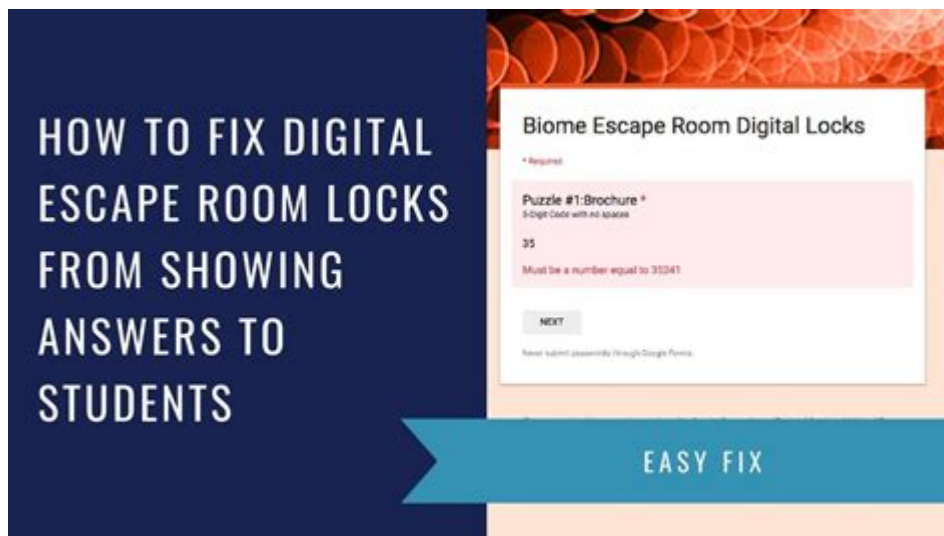 HOW TO FIX DIGITAL
ESCAPE ROOM LOCKS
FROM SHOWING
ANSWERS TO
STUDENTS
Biome Escape Room Digital Locks
* Required
Puzzle #1:Brochure *
5-Digit Code with no spaces
35
Must be a number equal to 35241
NEXT
Never submit passwords through Google Forms.
EASY FIX